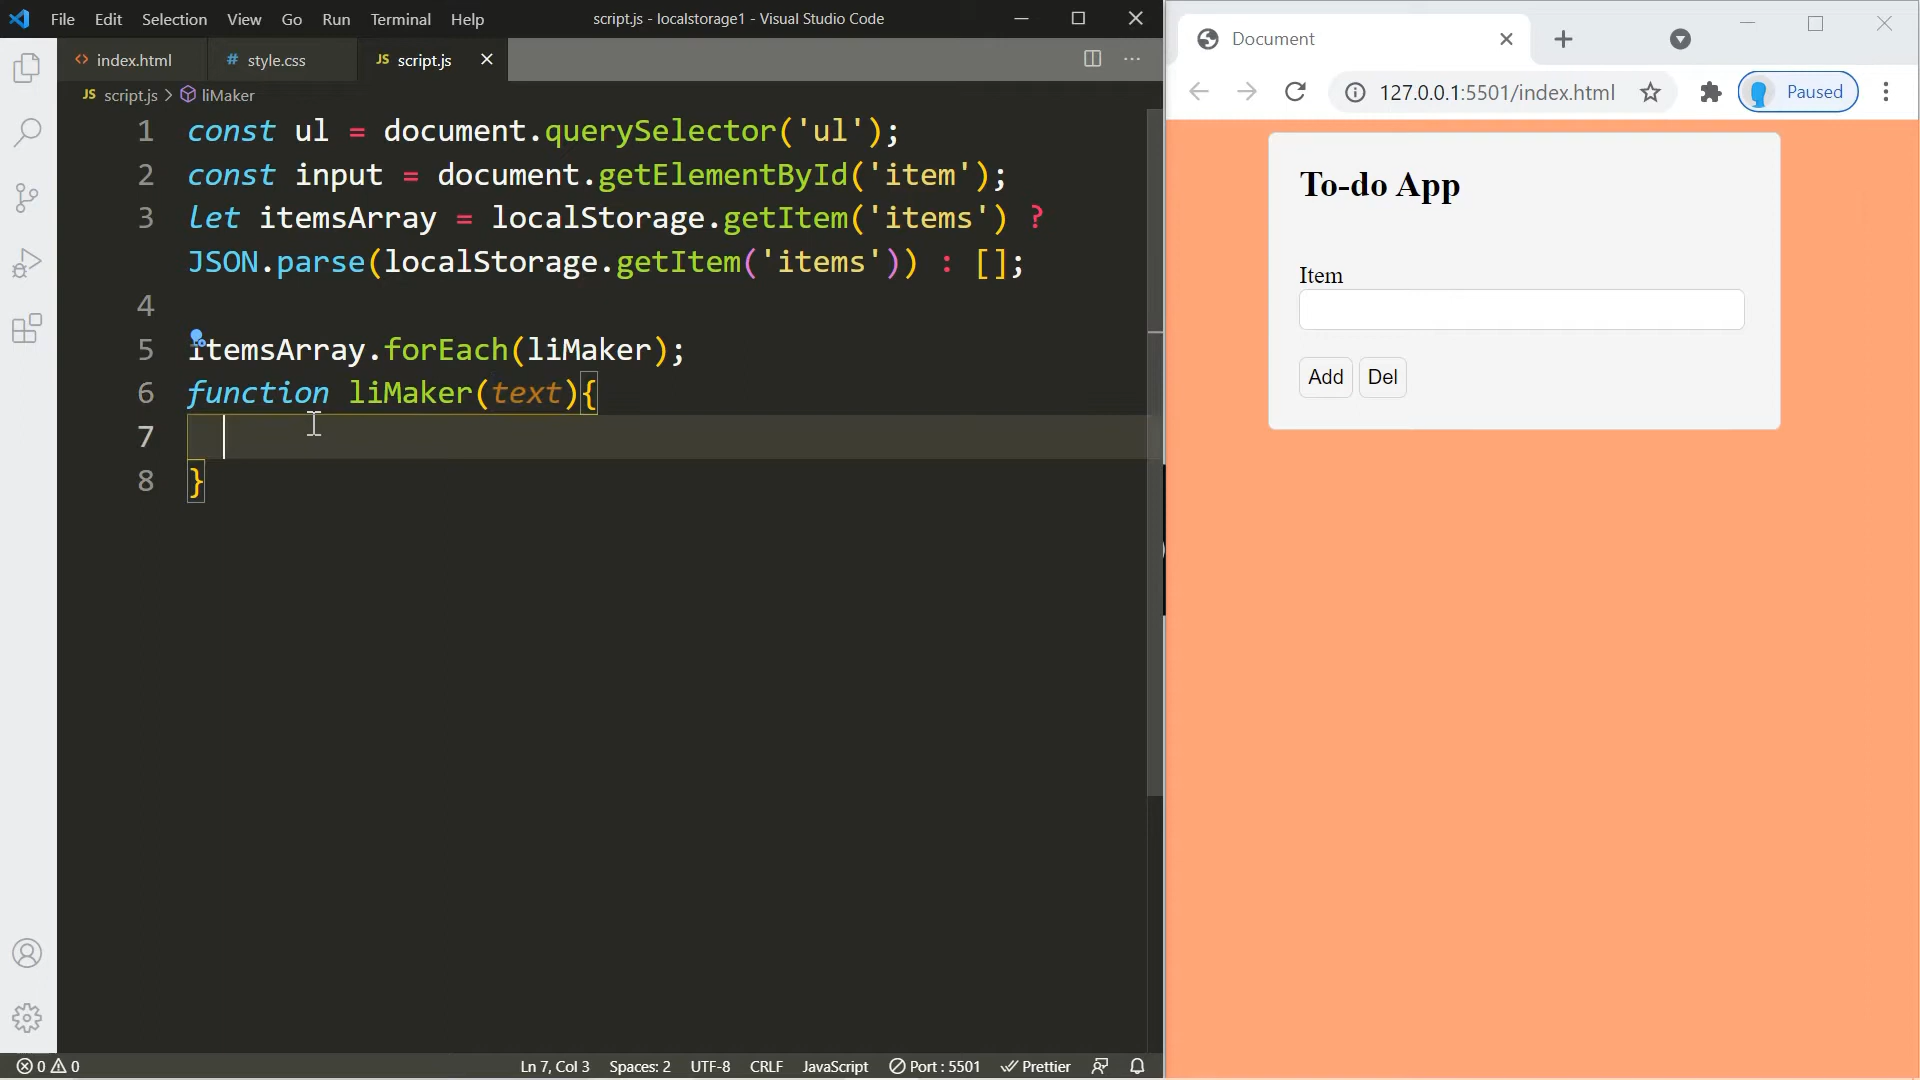 File Edit Selection View Go Run Terminal Help script.js - localstorage1 - Visual Studio Code
index.html style.css JS script.js
JS script.js > liMaker
1 const ul = document.querySelector('ul');
2 const input = document.getElementById('item');
3 let itemsArray = localStorage.getItem('items') ?
JSON.parse(localStorage.getItem('items')) : [];
4
5 itemsArray.forEach(liMaker);
6 function liMaker(text){
7
8 }
0 0 Ln 7, Col 3 Spaces: 2 UTF-8 CRLF JavaScript Port : 5501 Prettier
Document
127.0.0.1:5501/index.html Paused
To-do App
Item
Add Del